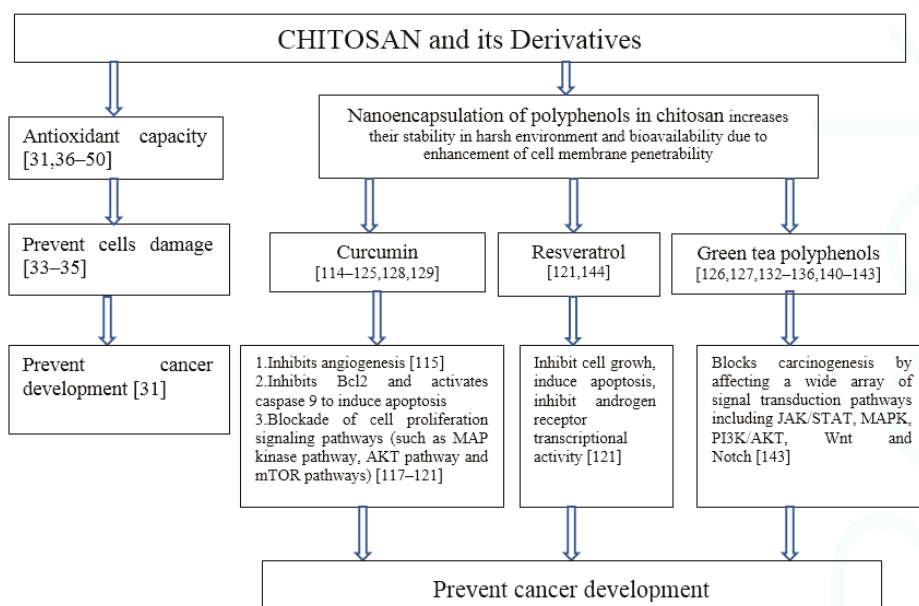 CHITOSAN and its Derivatives
Antioxidant capacity
[31,36–50]
Prevent cells damage
[33–35]
Prevent cancer
development [31]
Nanoencapsulation of polyphenols in chitosan increases
their stability in harsh environment and bioavailability due to
enhancement of cell membrane penetrability
Curcumin
[114–125,128,129]
Resveratrol
[121,144]
Green tea polyphenols
[126,127,132–136,140–143]
1.Inhibits angiogenesis [115]
2.Inhibits Bcl2 and activates
caspase 9 to induce apoptosis
3.Blockade of cell proliferation
signaling pathways (such as MAP
kinase pathway, AKT pathway and
mTOR pathways) [117–121]
Inhibit cell growh,
induce apoptosis,
inhibit androgen
receptor
transcriptional
activity [121]
Blocks carcinogenesis by
affecting a wide array of
signal transduction pathways
including JAK/STAT, MAPK,
PI3K/AKT, Wnt and
Notch [143]
Prevent cancer development